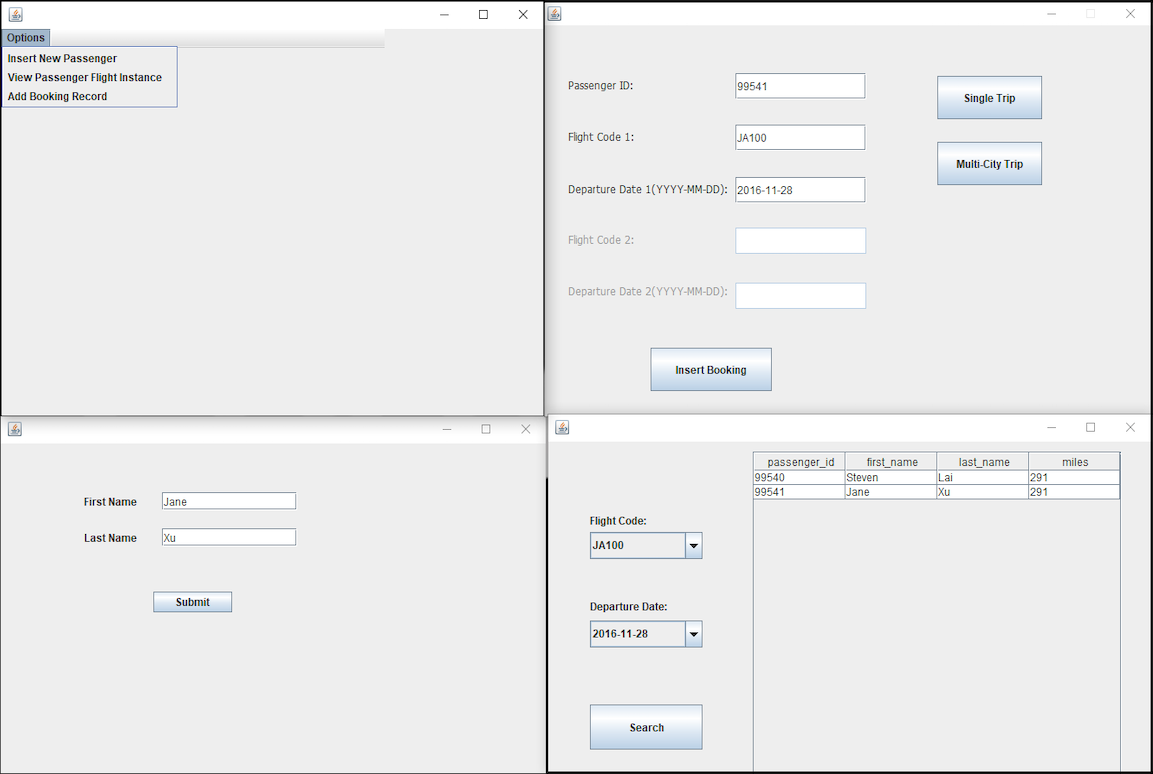 Options
Insert New Passenger
View Passenger Flight Instance
Add Booking Record
Passenger ID: 99541
Single Trip
Flight Code 1: JA100
Multi-City Trip
Departure Date 1(YYYY-MM-DD): 2016-11-28
Flight Code 2:
Departure Date 2(YYYY-MM-DD):
Insert Booking
First Name Jane
Last Name Xu
Submit
Flight Code:
JA100
Departure Date:
2016-11-28
Search
passenger_id first_name last_name miles
99540 Steven Lai 291
99541 Jane Xu 291